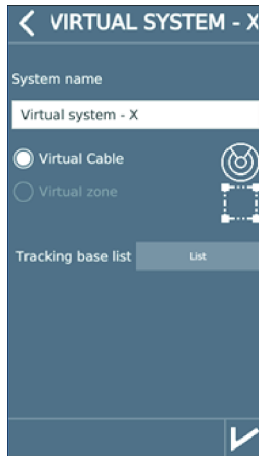 VIRTUAL SYSTEM - X
System name
Virtual system - X
Virtual Cable
Virtual zone
Tracking base list
List